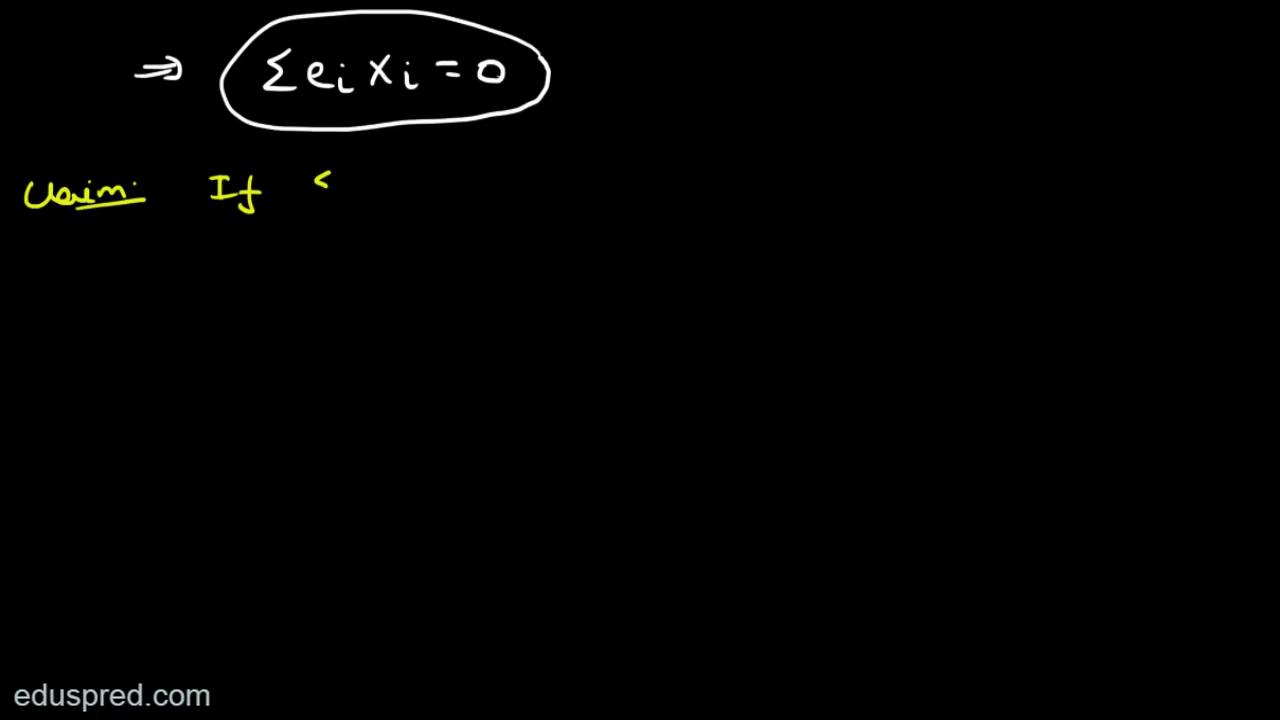 ⇒ Σeᵢxᵢ = 0
Claim: If
eduspred.com